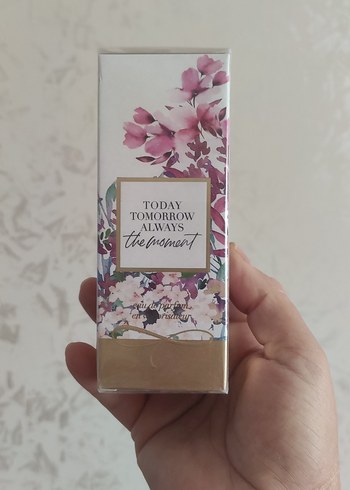 TODAY
TOMORROW
ALWAYS
the moment
eau de parfum
en vaporisateur